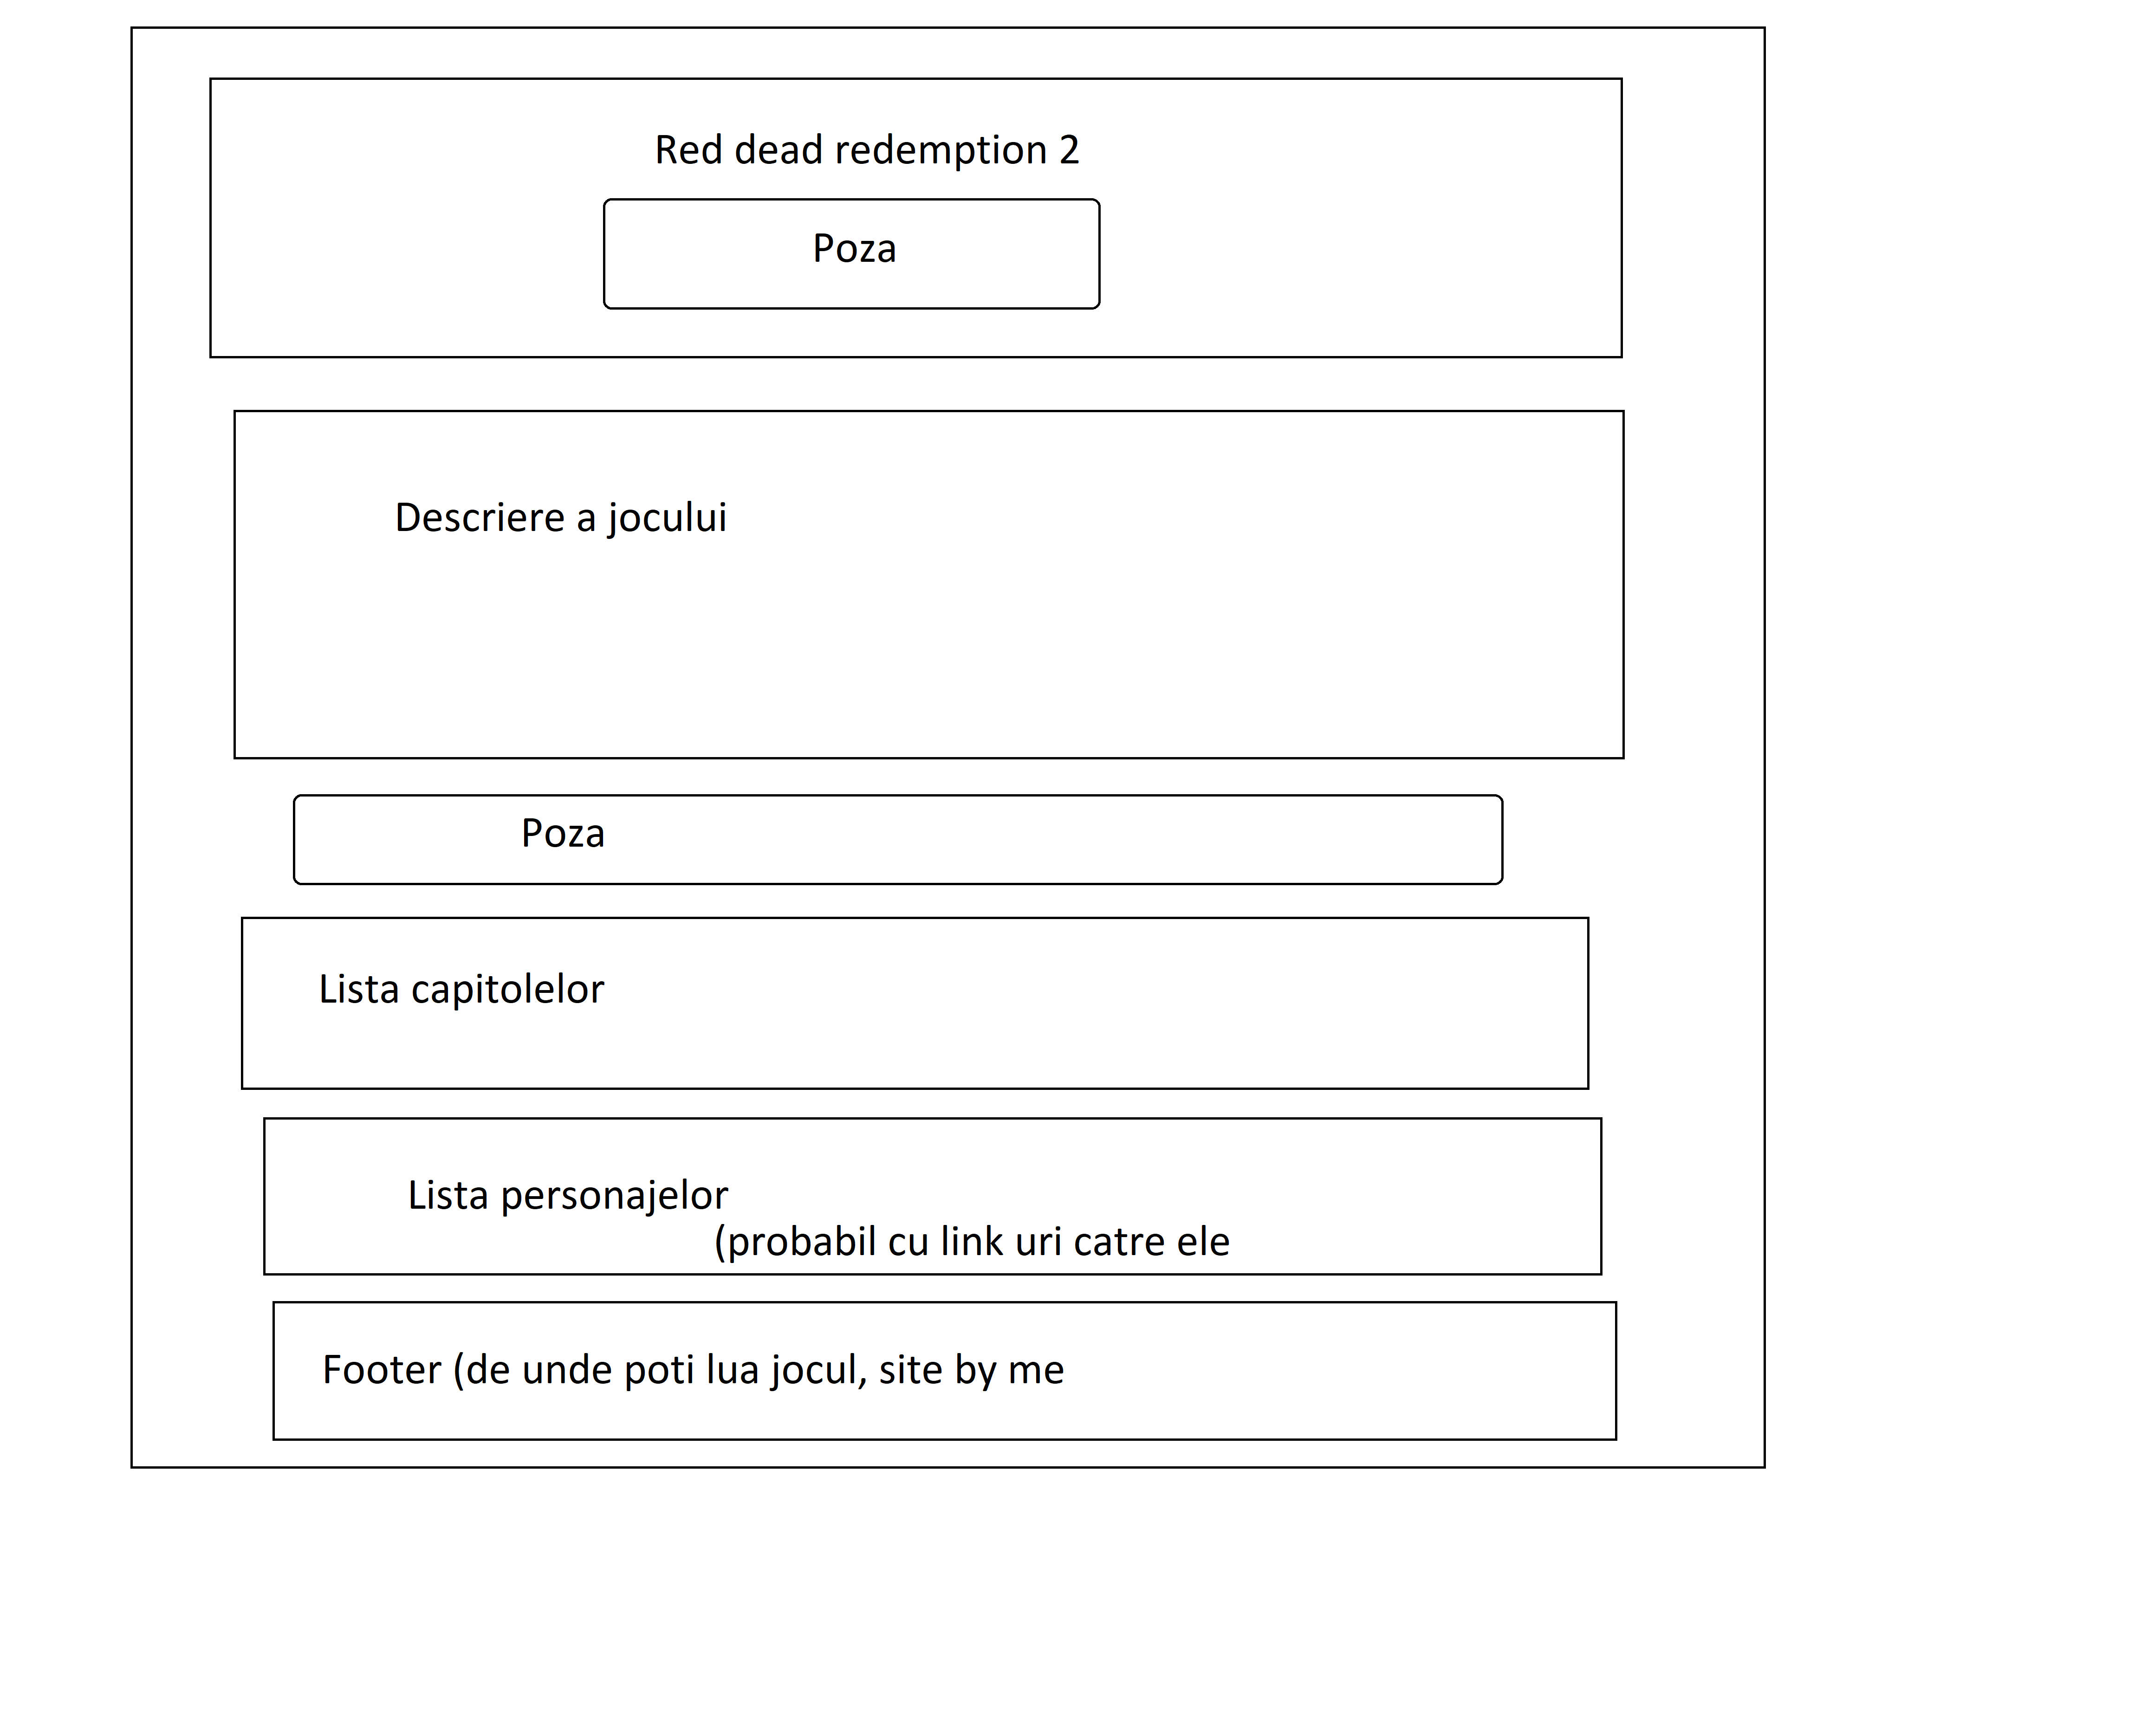 Red dead redemption 2
Poza
Descriere a jocului
Poza
Lista capitolelor
Lista personajelor
(probabil cu link uri catre ele
Footer (de unde poti lua jocul, site by me